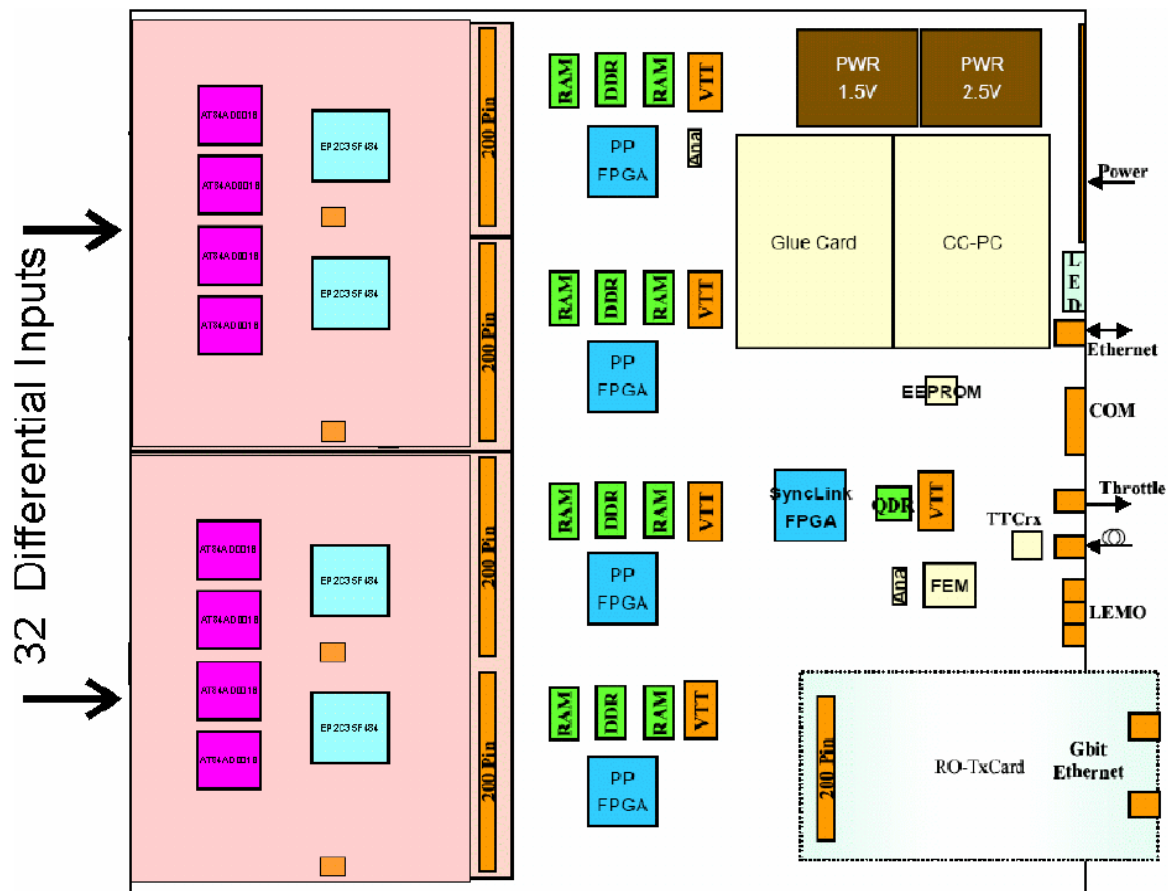 32 Differential Inputs
AT84AD001B
AT84AD001B
AT84AD001B
AT84AD001B
EP2C35F484
EP2C35F484
200 Pin
200 Pin
AT84AD001B
AT84AD001B
AT84AD001B
AT84AD001B
EP2C35F484
EP2C35F484
200 Pin
200 Pin
RAM
DDR
RAM
VTT
PP
FPGA
Ana
RAM
DDR
RAM
VTT
PP
FPGA
RAM
DDR
RAM
VTT
PP
FPGA
RAM
DDR
RAM
VTT
PP
FPGA
PWR
1.5V
PWR
2.5V
Glue Card
CC-PC
Power
LED
Ethernet
EEPROM
COM
SyncLink
FPGA
QDR
VTT
Throttle
TTCrx
Ana
FEM
LEMO
200 Pin
RO-TxCard
Gbit
Ethernet